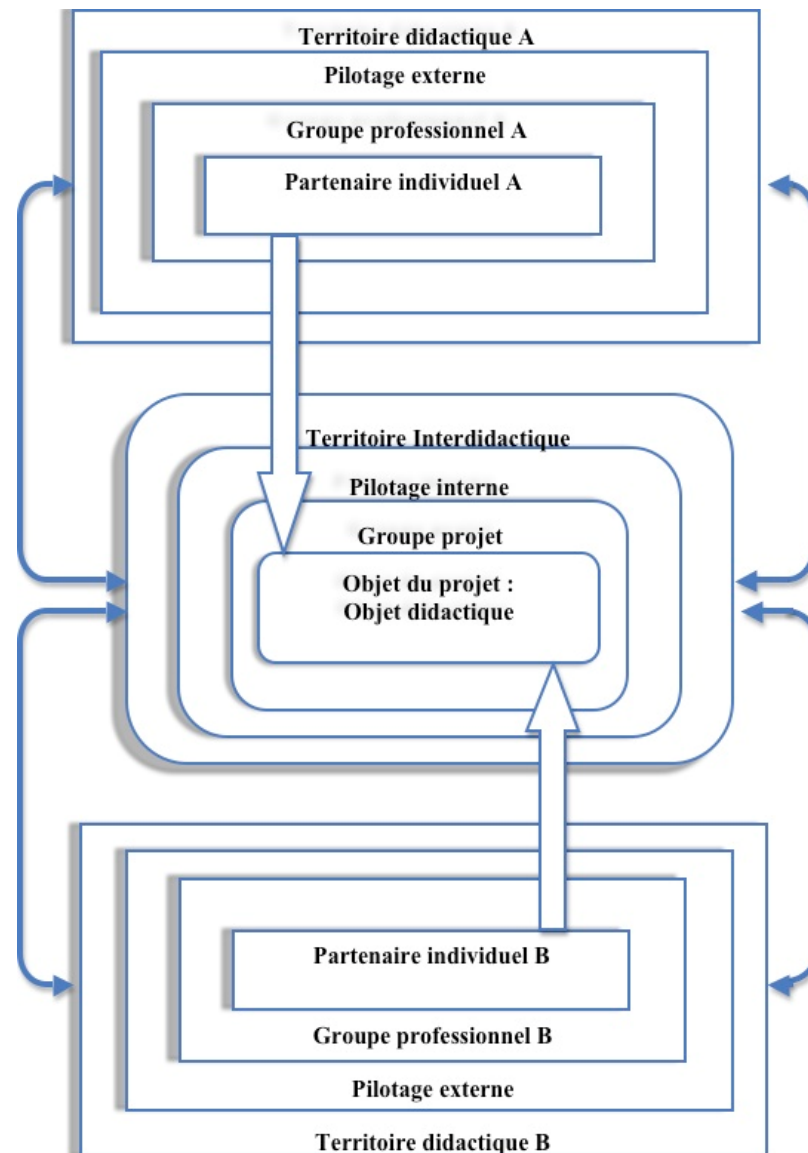 Territoire didactique A
Pilotage externe
Groupe professionnel A
Partenaire individuel A
Territoire Interdidactique
Pilotage interne
Groupe projet
Objet du projet :
Objet didactique
Partenaire individuel B
Groupe professionnel B
Pilotage externe
Territoire didactique B